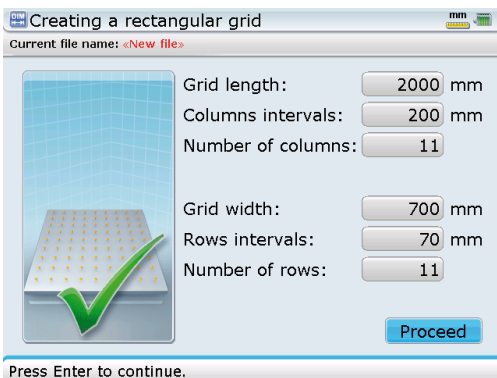 Creating a rectangular grid
mm
Current file name: «New file»
Grid length: 2000 mm
Columns intervals: 200 mm
Number of columns: 11
Grid width: 700 mm
Rows intervals: 70 mm
Number of rows: 11
Proceed
Press Enter to continue.